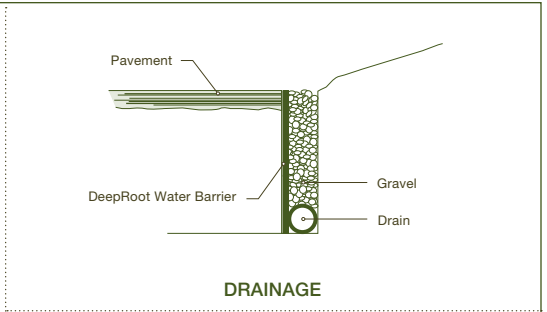 Pavement
DeepRoot Water Barrier
Gravel
Drain
DRAINAGE